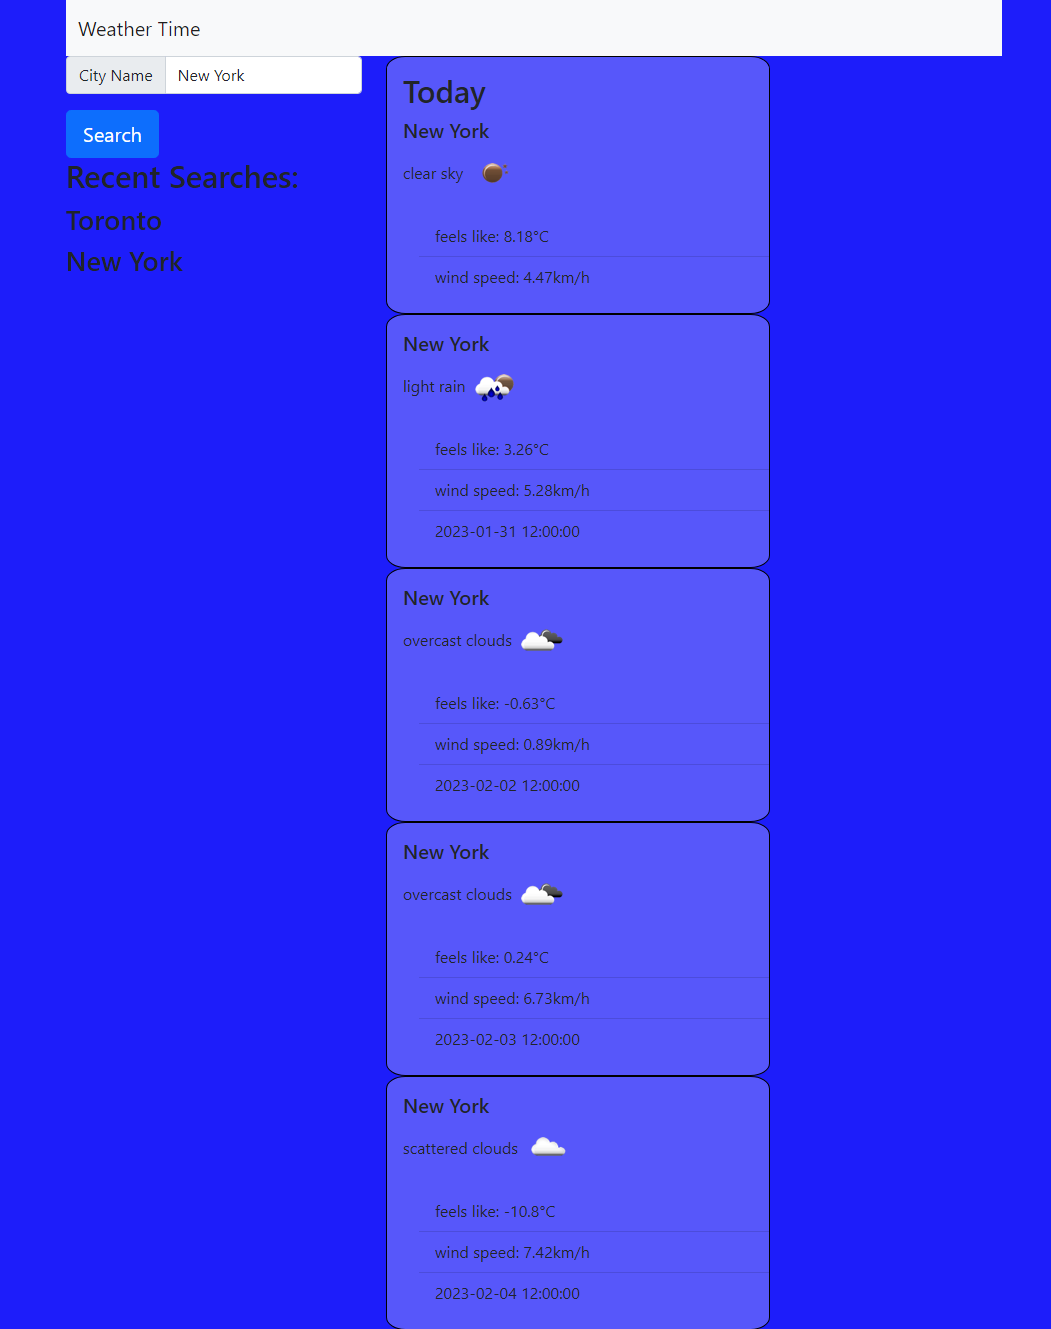 Weather Time
City Name New York
Search
Recent Searches:
Toronto
New York
Today
New York
clear sky
feels like: 8.18°C
wind speed: 4.47km/h
New York
light rain
feels like: 3.26°C
wind speed: 5.28km/h
2023-01-31 12:00:00
New York
overcast clouds
feels like: -0.63°C
wind speed: 0.89km/h
2023-02-02 12:00:00
New York
overcast clouds
feels like: 0.24°C
wind speed: 6.73km/h
2023-02-03 12:00:00
New York
scattered clouds
feels like: -10.8°C
wind speed: 7.42km/h
2023-02-04 12:00:00